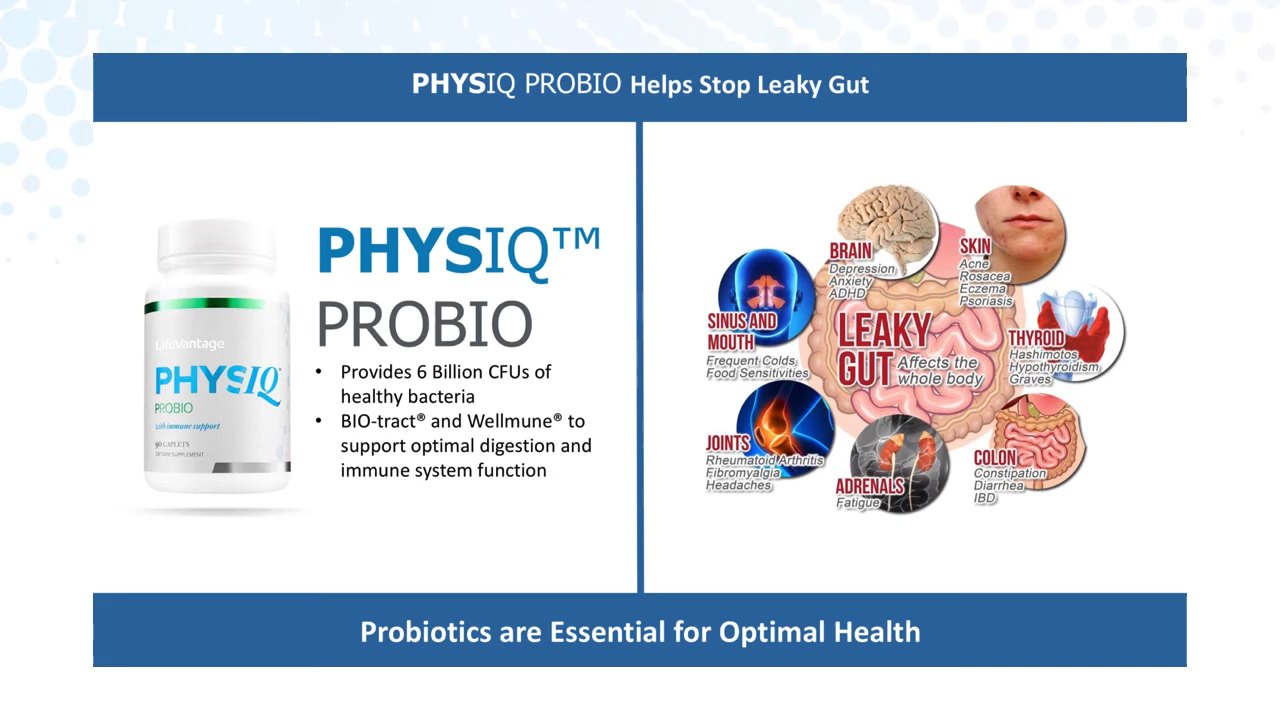 PHYSIQ PROBIO Helps Stop Leaky Gut
LifeVantage
PHYSIQ™
PROBIO
with immune support
90 CAPLETS
DIETARY SUPPLEMENT
PHYSIQ™
PROBIO
• Provides 6 Billion CFUs of
healthy bacteria
• BIO-tract® and Wellmune® to
support optimal digestion and
immune system function
LEAKY
GUT Affects the
whole body
BRAIN
Depression
Anxiety
ADHD
SKIN
Acne
Rosacea
Eczema
Psoriasis
SINUS AND
MOUTH
Frequent Colds
Food Sensitivities
THYROID
Hashimotos
Hypothyroidism
Graves
JOINTS
Rheumatoid Arthritis
Fibromyalgia
Headaches
ADRENALS
Fatigue
COLON
Constipation
Diarrhea
IBD
Probiotics are Essential for Optimal Health